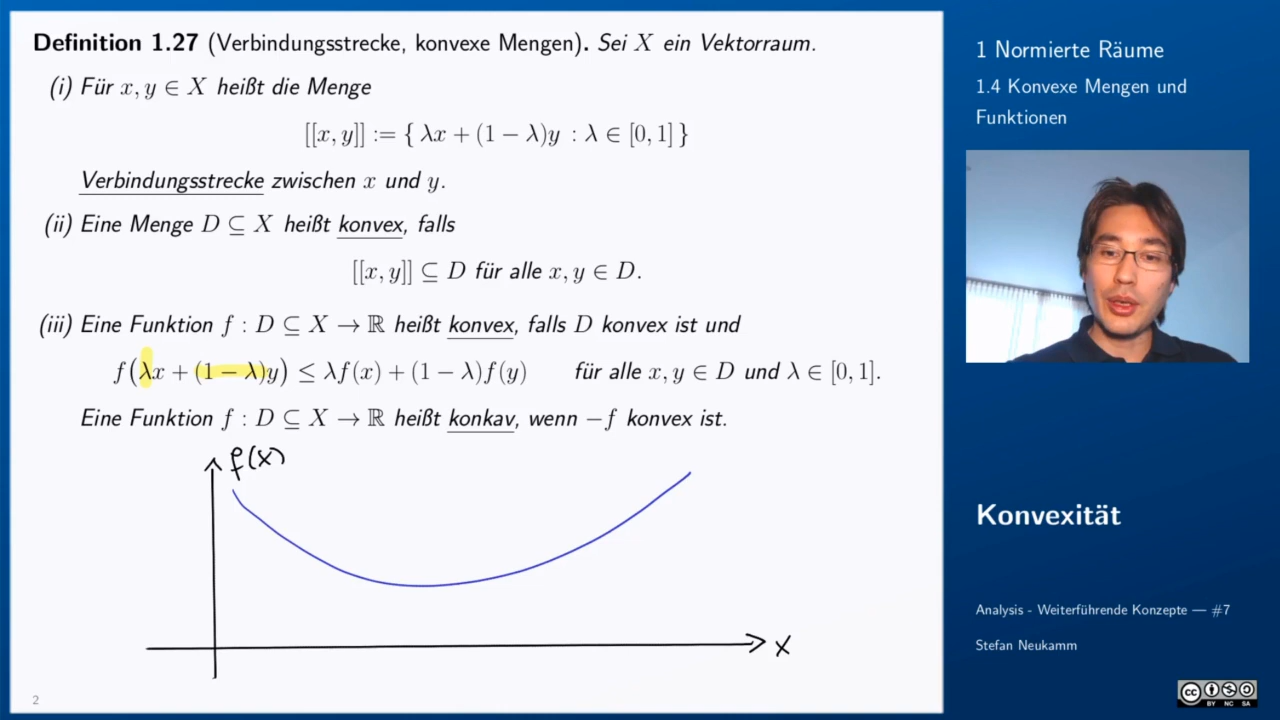 Definition 1.27 (Verbindungsstrecke, konvexe Mengen). Sei X ein Vektorraum.
(i) Für x, y ∈ X heißt die Menge
[[x, y]] := { λx + (1 − λ)y : λ ∈ [0, 1] }
Verbindungsstrecke zwischen x und y.
(ii) Eine Menge D ⊆ X heißt konvex, falls
[[x, y]] ⊆ D für alle x, y ∈ D.
(iii) Eine Funktion f : D ⊆ X → ℝ heißt konvex, falls D konvex ist und
f(λx + (1 − λ)y) ≤ λf(x) + (1 − λ)f(y) für alle x, y ∈ D und λ ∈ [0, 1].
Eine Funktion f : D ⊆ X → ℝ heißt konkav, wenn −f konvex ist.
f(x)
x
2
1 Normierte Räume
1.4 Konvexe Mengen und
Funktionen
Konvexität
Analysis - Weiterführende Konzepte — #7
Stefan Neukamm
cc
BY NC SA